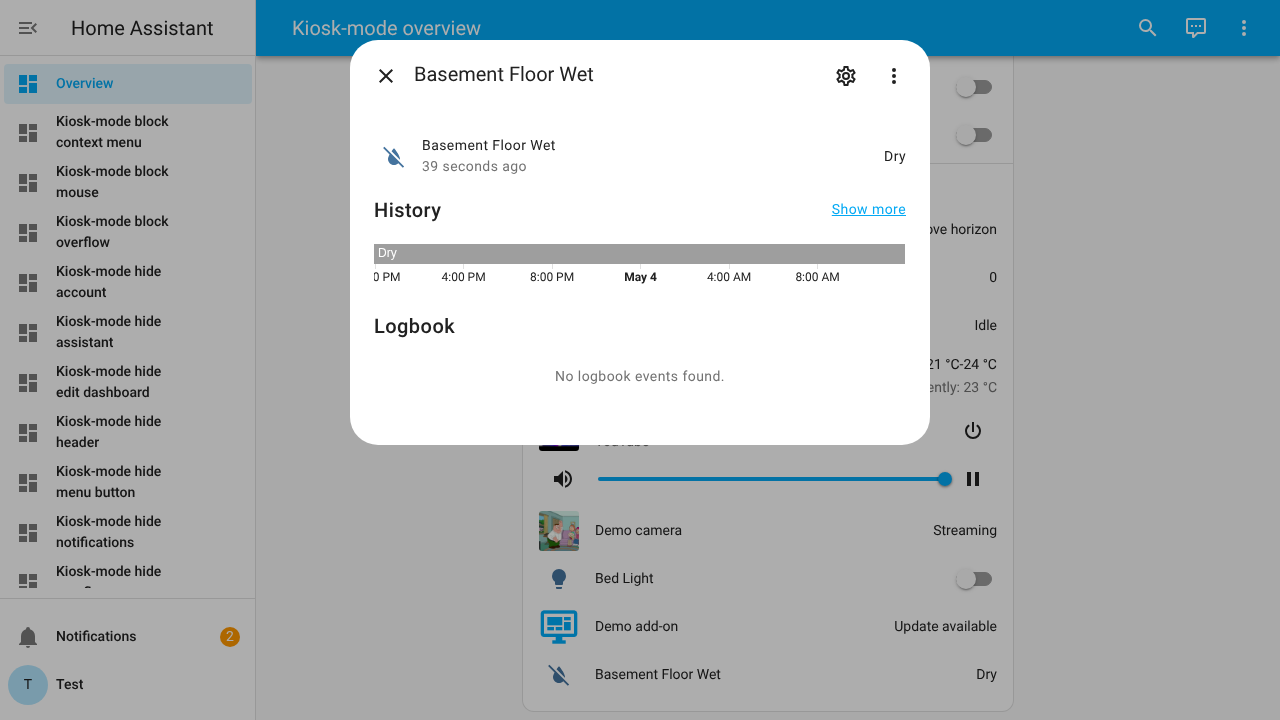 Home Assistant
Kiosk-mode overview
Overview
Kiosk-mode block
context menu
Kiosk-mode block
mouse
Kiosk-mode block
overflow
Kiosk-mode hide
account
Kiosk-mode hide
assistant
Kiosk-mode hide
edit dashboard
Kiosk-mode hide
header
Kiosk-mode hide
menu button
Kiosk-mode hide
notifications
Kiosk-mode hide
Notifications
2
T
Test
Basement Floor Wet
Basement Floor Wet
39 seconds ago
Dry
History
Show more
Dry
0 PM
4:00 PM
8:00 PM
May 4
4:00 AM
8:00 AM
Logbook
No logbook events found.
horizon
0
Idle
21 °C-24 °C
23 °C
Demo camera
Streaming
Bed Light
Demo add-on
Update available
Basement Floor Wet
Dry